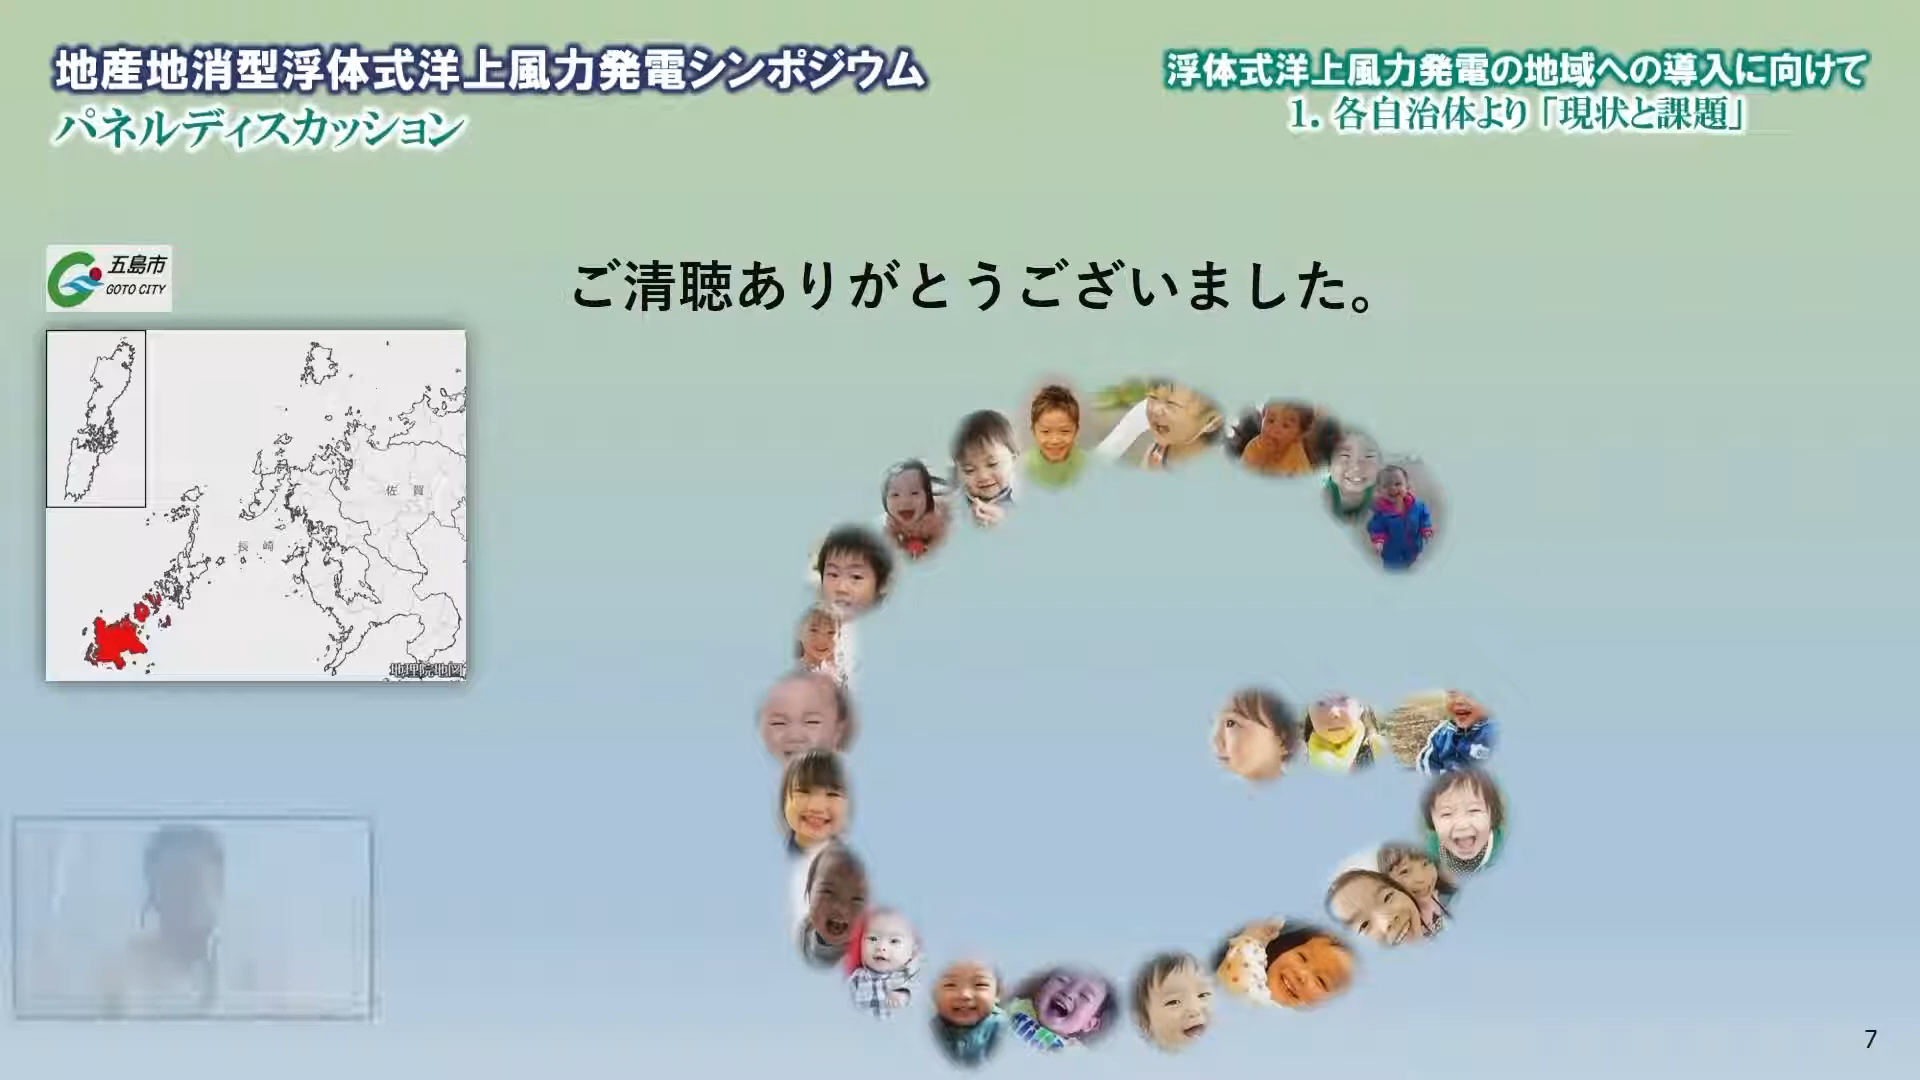 地産地消型浮体式洋上風力発電シンポジウム
パネルディスカッション
浮体式洋上風力発電の地域への導入に向けて
1. 各自治体より「現状と課題」
五島市
GOTO CITY
ご清聴ありがとうございました。
佐賀
長崎
地理院地図
7